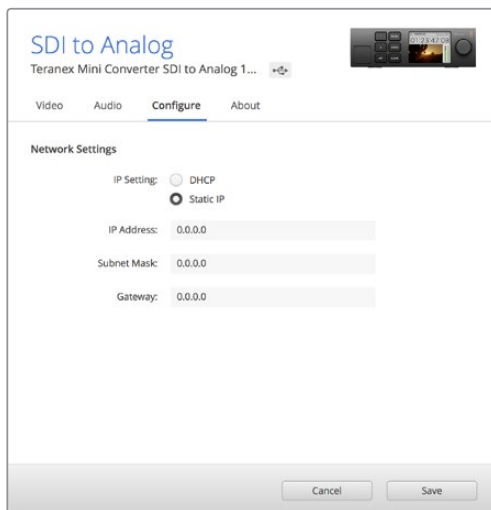 SDI to Analog
Teranex Mini Converter SDI to Analog 1...
Video Audio Configure About
Network Settings
IP Setting: DHCP
Static IP
IP Address: 0.0.0.0
Subnet Mask: 0.0.0.0
Gateway: 0.0.0.0
Cancel Save